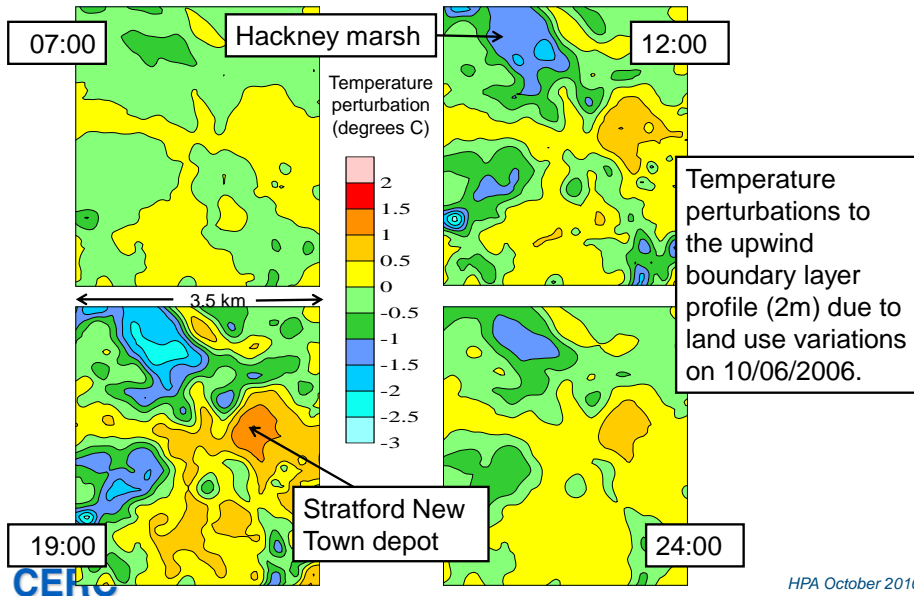 07:00
Hackney marsh
12:00
Temperature
perturbation
(degrees C)
2
1.5
1
0.5
0
-0.5
-1
-1.5
-2
-2.5
-3
Temperature
perturbations to
the upwind
boundary layer
profile (2m) due to
land use variations
on 10/06/2006.
3.5 km
Stratford New
Town depot
19:00
24:00
CERC
HPA October 2010